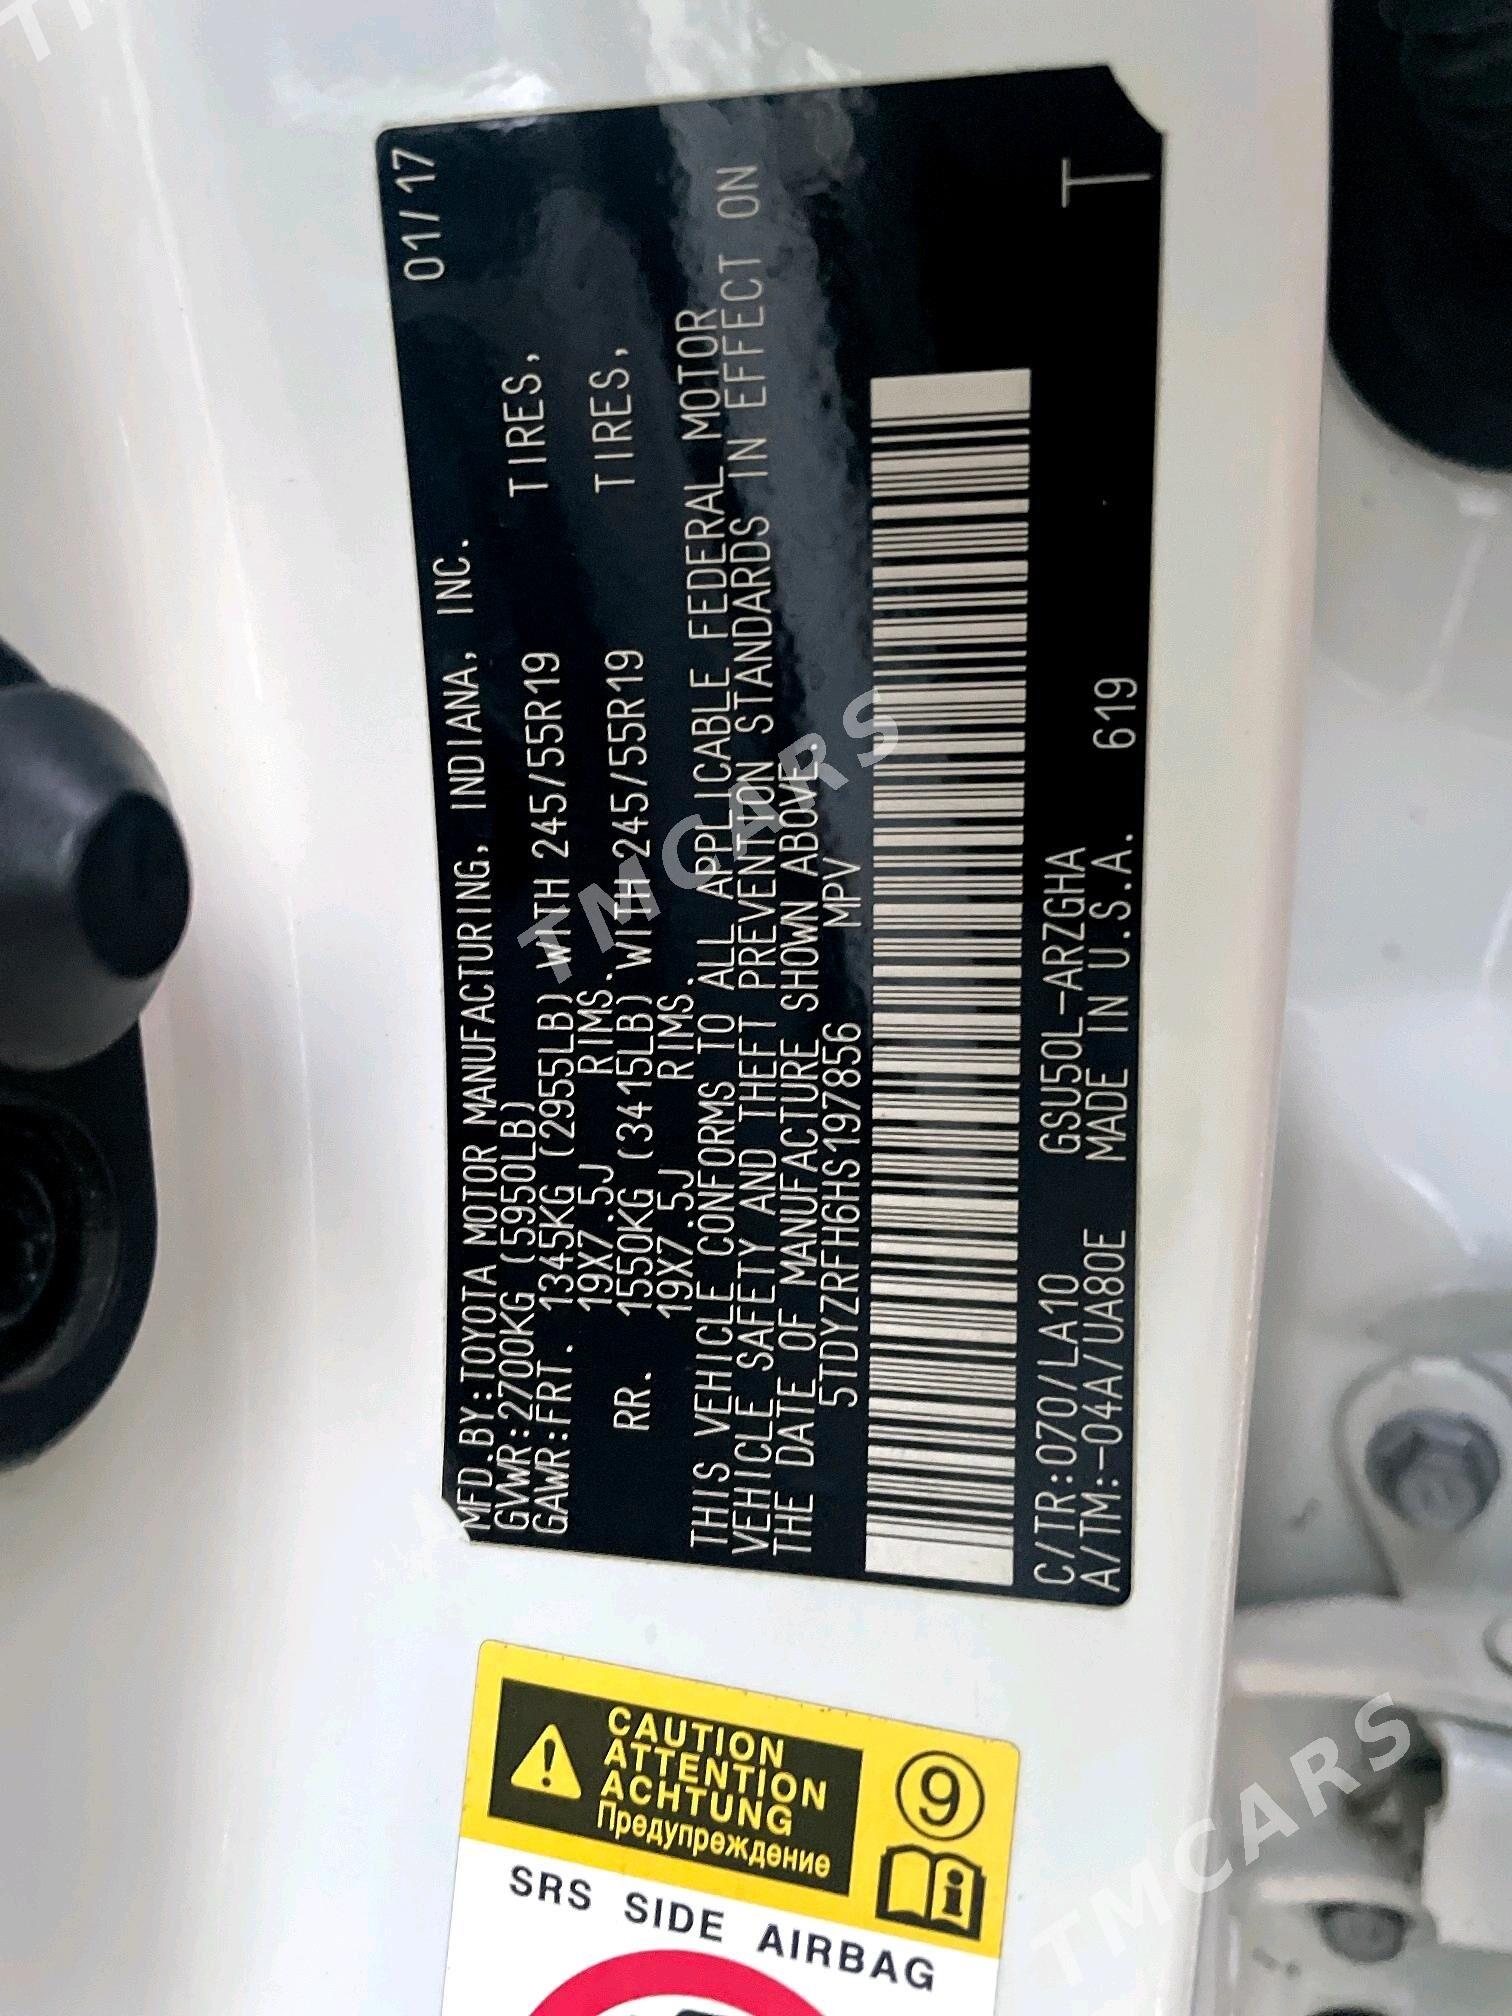 MFD.BY:TOYOTA MOTOR MANUFACTURING, INDIANA, INC. 01/17
GVWR:2700KG (5950LB)
GAWR:FRT. 1345KG (2955LB) WITH 245/55R19 TIRES,
19X7.5J RIMS.
RR. 1550KG (3415LB) WITH 245/55R19 TIRES,
19X7.5J RIMS.
THIS VEHICLE CONFORMS TO ALL APPLICABLE FEDERAL MOTOR
VEHICLE SAFETY AND THEFT PREVENTION STANDARDS IN EFFECT ON
THE DATE OF MANUFACTURE SHOWN ABOVE.
5TDYZRFH6HS197856 MPV
C/TR:070/LA10 GSU50L-ARZGHA
A/TM:-04A/UA80E MADE IN U.S.A. 619 T
CAUTION
ATTENTION
ACHTUNG
Предупреждение
9
i
SRS SIDE AIRBAG
TMCARS
TMCARS